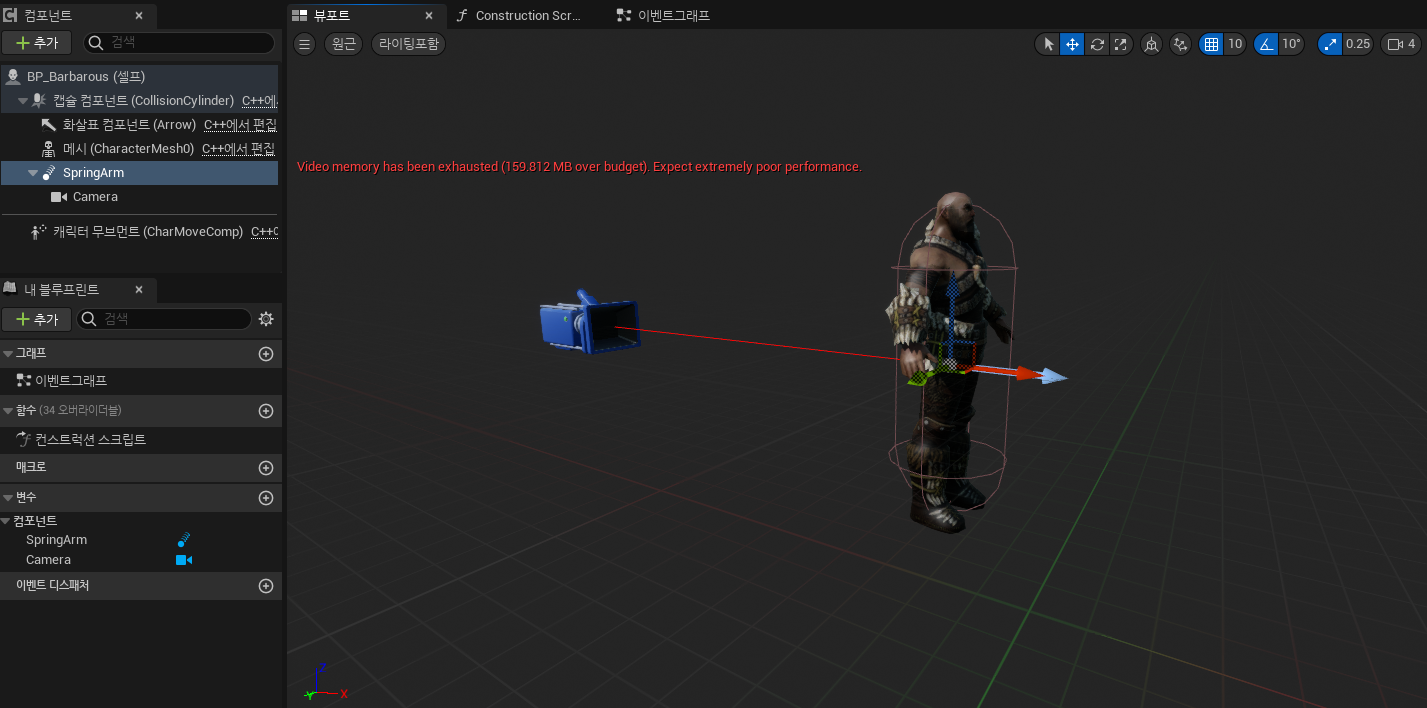 컴포넌트
추가
검색
BP_Barbarous (셀프)
캡슐 컴포넌트 (CollisionCylinder) C++에서
화살표 컴포넌트 (Arrow) C++에서 편집
메시 (CharacterMesh0) C++에서 편집
SpringArm
Camera
캐릭터 무브먼트 (CharMoveComp) C++에
내 블루프린트
추가
검색
그래프
이벤트그래프
함수 (34 오버라이더블)
컨스트럭션 스크립트
매크로
변수
컴포넌트
SpringArm
Camera
이벤트 디스패처
뷰포트
Construction Scr...
이벤트그래프
원근
라이팅포함
10
10°
0.25
4
Video memory has been exhausted (159.812 MB over budget). Expect extremely poor performance.
Z
X
Y